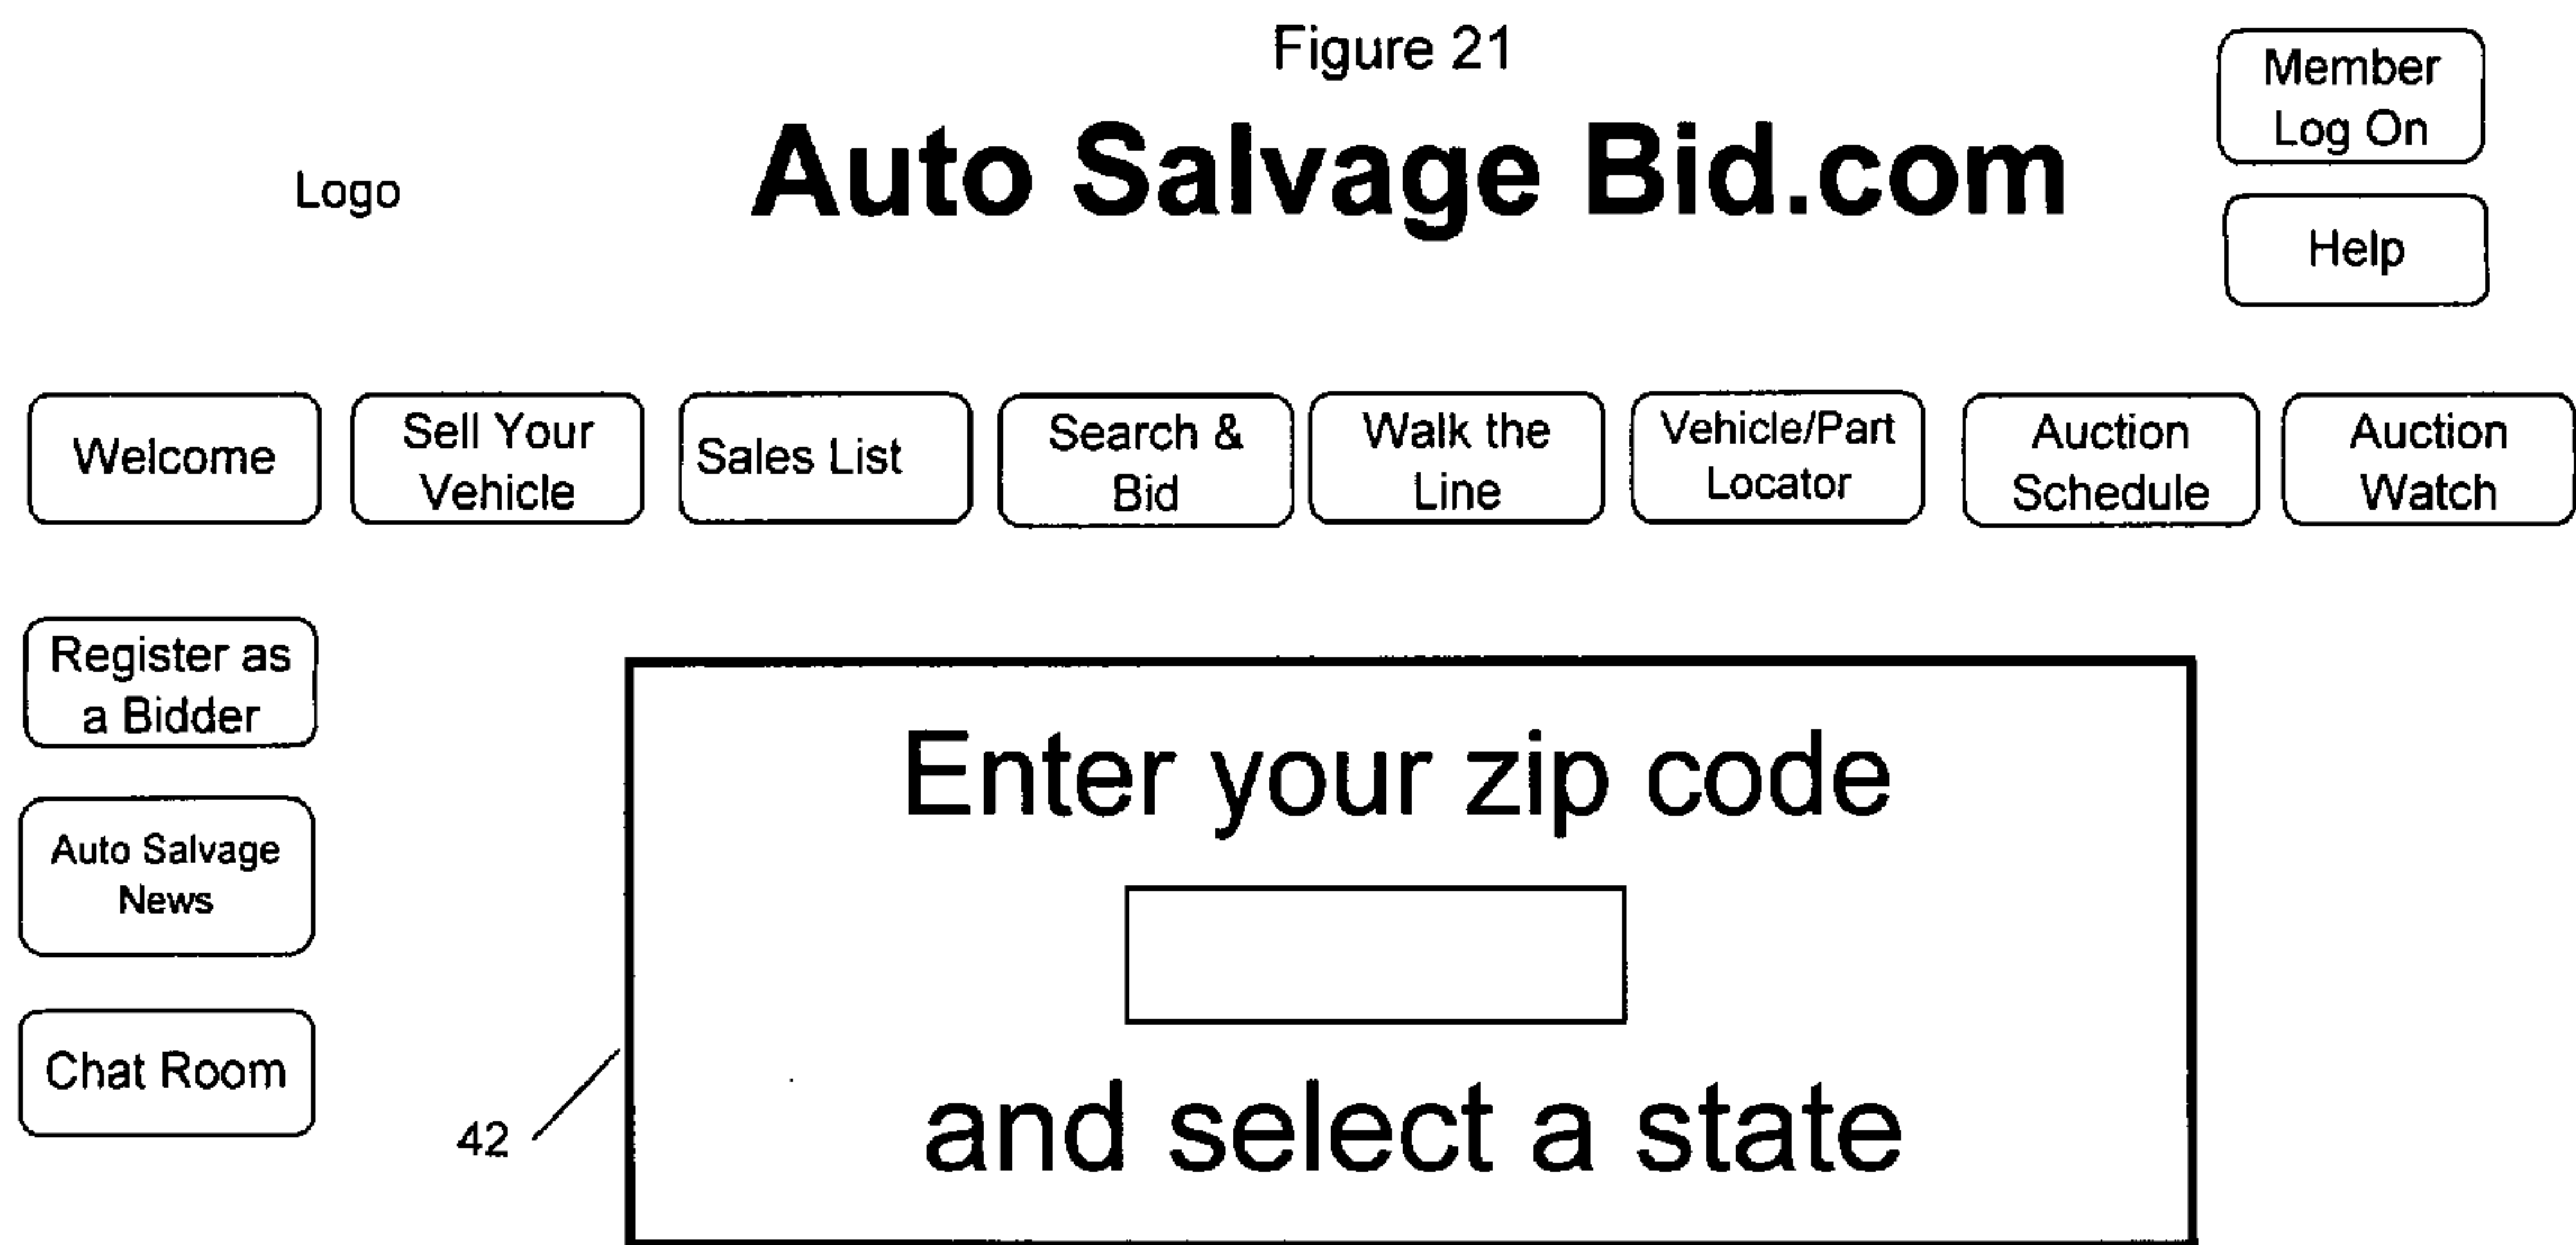 Figure 21
Member
Log On
Logo
Auto Salvage Bid.com
Help
Welcome
Sell Your
Vehicle
Sales List
Search &
Bid
Walk the
Line
Vehicle/Part
Locator
Auction
Schedule
Auction
Watch
Register as
a Bidder
Auto Salvage
News
Chat Room
Enter your zip code
and select a state
42